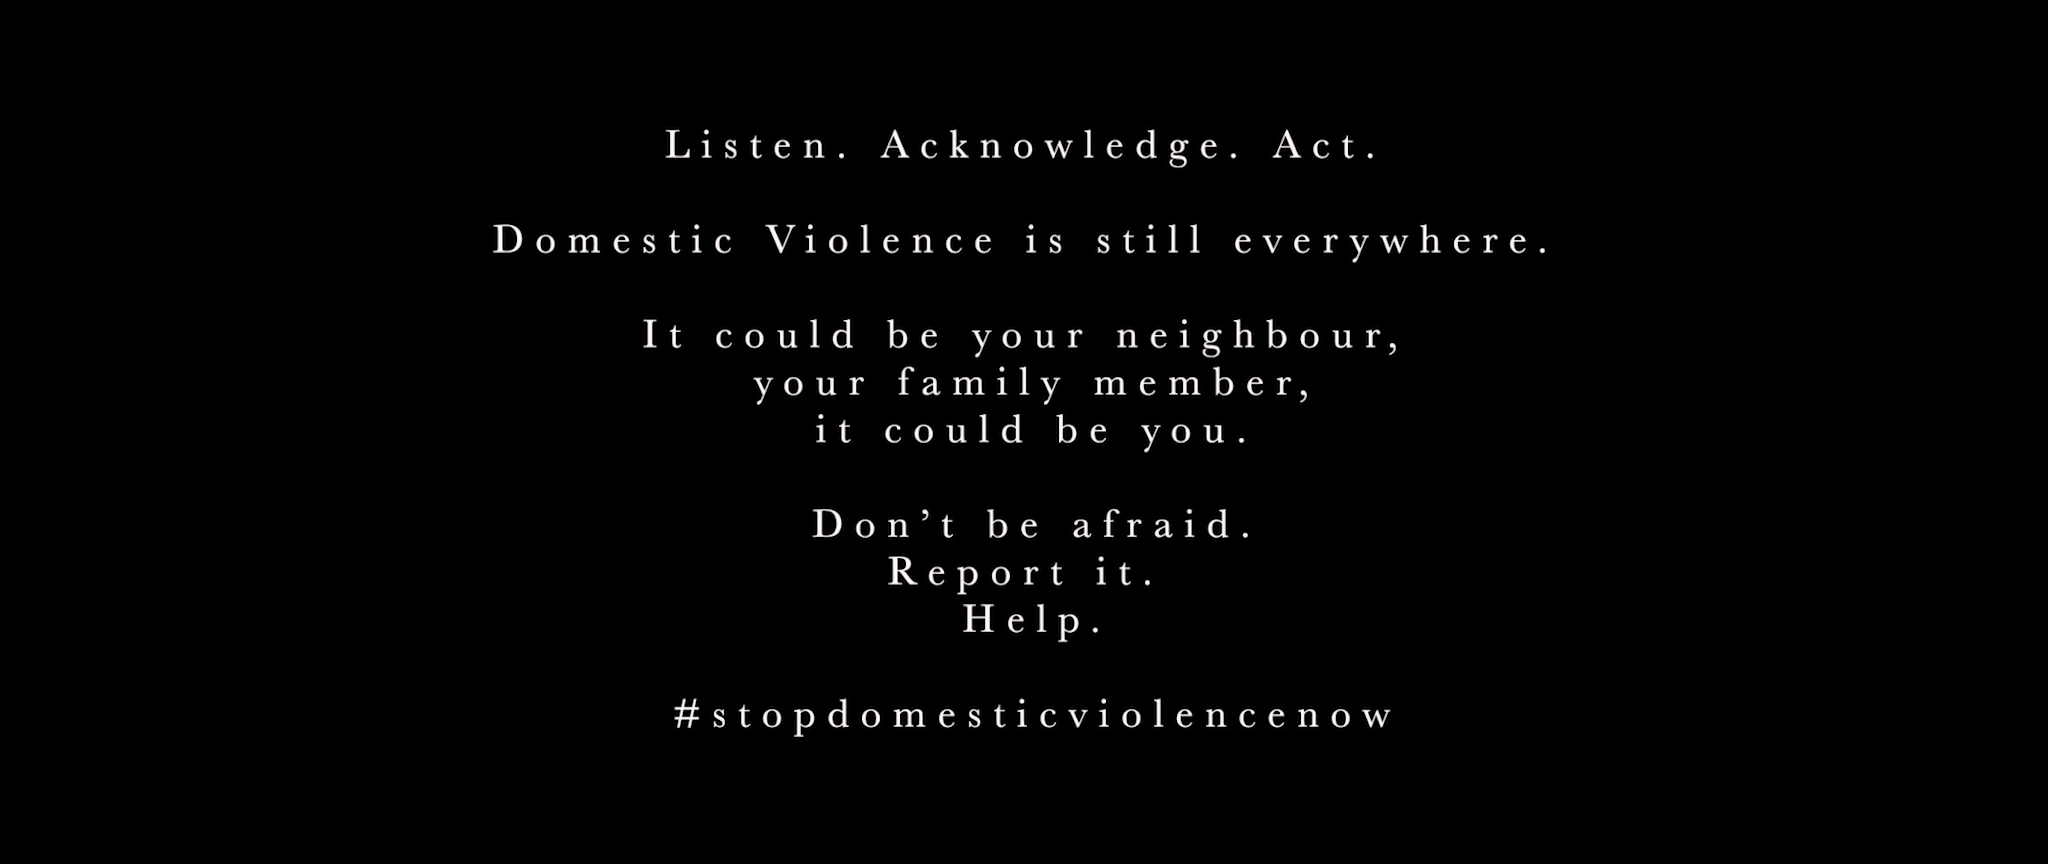 Listen. Acknowledge. Act.
Domestic Violence is still everywhere.
It could be your neighbour,
your family member,
it could be you.
Don’t be afraid.
Report it.
Help.
#stopdomesticviolencenow